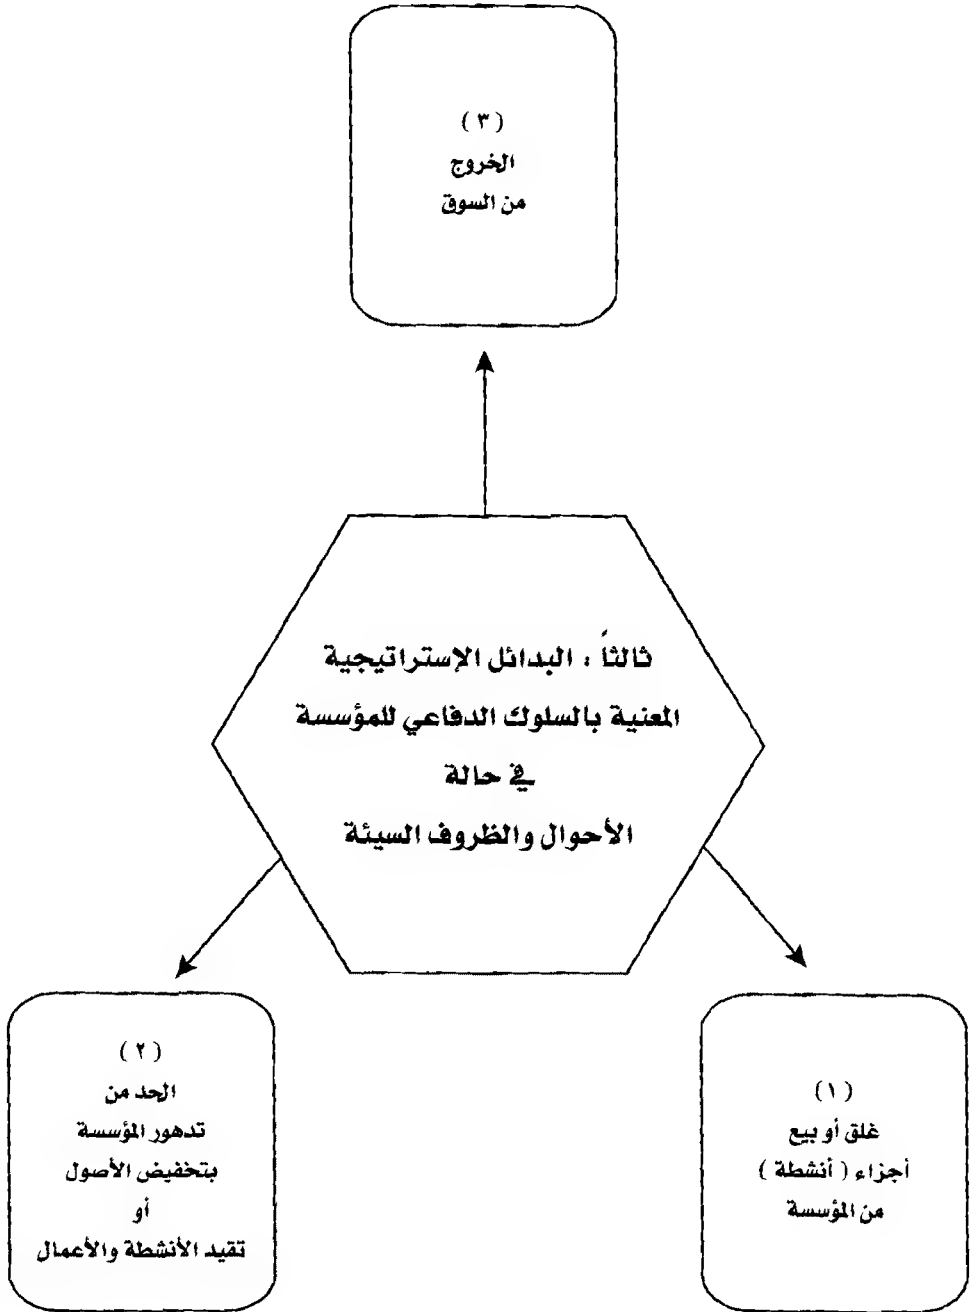 ( ٣ )
الخروج
من السوق
ثالثاً : البدائل الإستراتيجية
المعنية بالسلوك الدفاعي للمؤسسة
في حالة
الأحوال والظروف السيئة
( ١ )
غلق أو بيع
أجزاء ( أنشطة )
من المؤسسة
( ٢ )
الحد من
تدهور المؤسسة
بتخفيض الأصول
أو
تقيد الأنشطة والأعمال